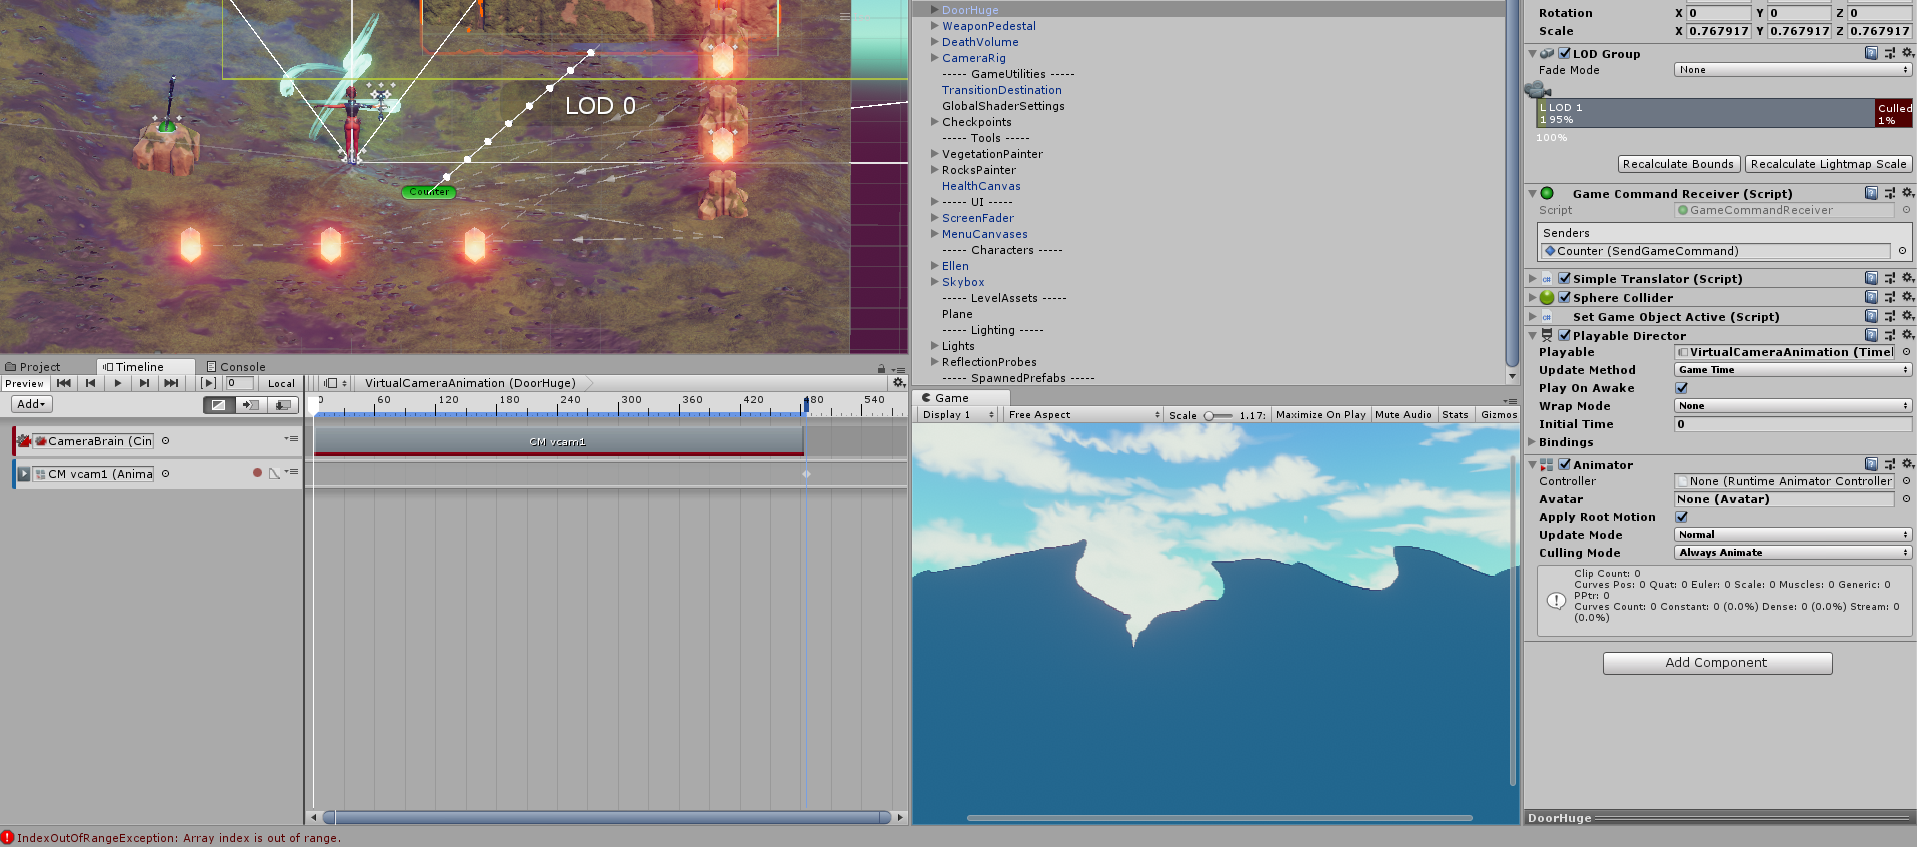 LOD 0
Counter
Project
Timeline
Console
Preview
0
Local
VirtualCameraAnimation (DoorHuge)
Add
0 60 120 180 240 300 360 420 480 540
CameraBrain (Cin
CM vcam1
CM vcam1 (Anima
IndexOutOfRangeException: Array index is out of range.
DoorHuge
WeaponPedestal
DeathVolume
CameraRig
----- GameUtilities -----
TransitionDestination
GlobalShaderSettings
Checkpoints
----- Tools -----
VegetationPainter
RocksPainter
HealthCanvas
----- UI -----
ScreenFader
MenuCanvases
----- Characters -----
Ellen
Skybox
----- LevelAssets -----
Plane
----- Lighting -----
Lights
ReflectionProbes
----- SpawnedPrefabs -----
Game
Display 1
Free Aspect
Scale
1.17:
Maximize On Play
Mute Audio
Stats
Gizmos
Rotation X 0 Y 0 Z 0
Scale X 0.767917 Y 0.767917 Z 0.767917
LOD Group
Fade Mode None
L LOD 1 Culled
1 95% 1%
100%
Recalculate Bounds
Recalculate Lightmap Scale
Game Command Receiver (Script)
Script GameCommandReceiver
Senders
Counter (SendGameCommand)
Simple Translator (Script)
Sphere Collider
Set Game Object Active (Script)
Playable Director
Playable VirtualCameraAnimation (Timel
Update Method Game Time
Play On Awake
Wrap Mode None
Initial Time 0
Bindings
Animator
Controller None (Runtime Animator Controller
Avatar None (Avatar)
Apply Root Motion
Update Mode Normal
Culling Mode Always Animate
Clip Count: 0
Curves Pos: 0 Quat: 0 Euler: 0 Scale: 0 Muscles: 0 Generic: 0
PPtr: 0
Curves Count: 0 Constant: 0 (0.0%) Dense: 0 (0.0%) Stream: 0
(0.0%)
Add Component
DoorHuge